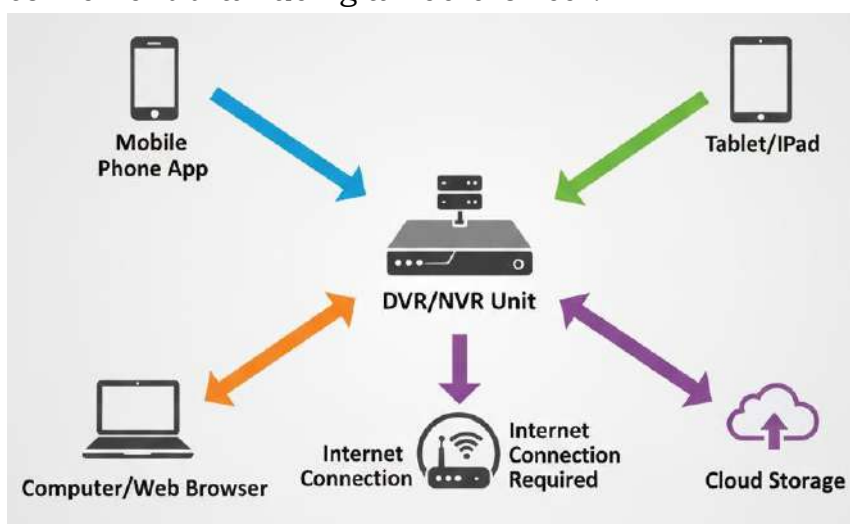 Mobile
Phone App
Tablet/IPad
DVR/NVR Unit
Internet
Connection
Internet
Connection
Required
Computer/Web Browser
Cloud Storage